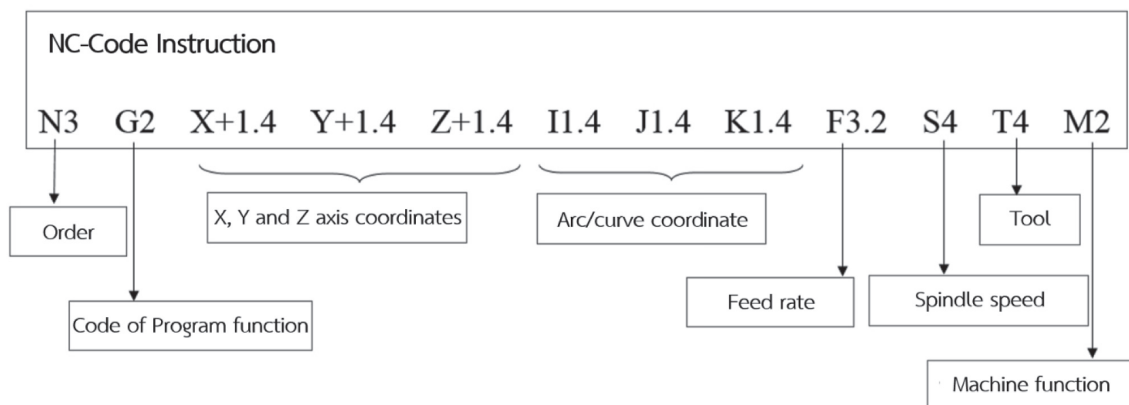 NC-Code Instruction
N3 G2 X+1.4 Y+1.4 Z+1.4 I1.4 J1.4 K1.4 F3.2 S4 T4 M2
Order
X, Y and Z axis coordinates
Arc/curve coordinate
Tool
Code of Program function
Feed rate
Spindle speed
Machine function